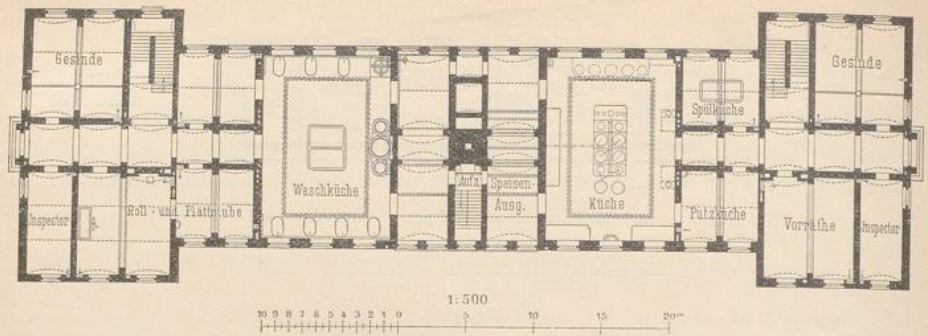 Gesinde
Gesinde
Spülküche
Waschküche
Aufz.
Speisen-
Ausg.
Küche
Inspector
Roll- und Plättstube
Putzküche
Vorräthe
Inspector
1:500
10 9 8 7 6 5 4 3 2 1 0 5 10 15 20m